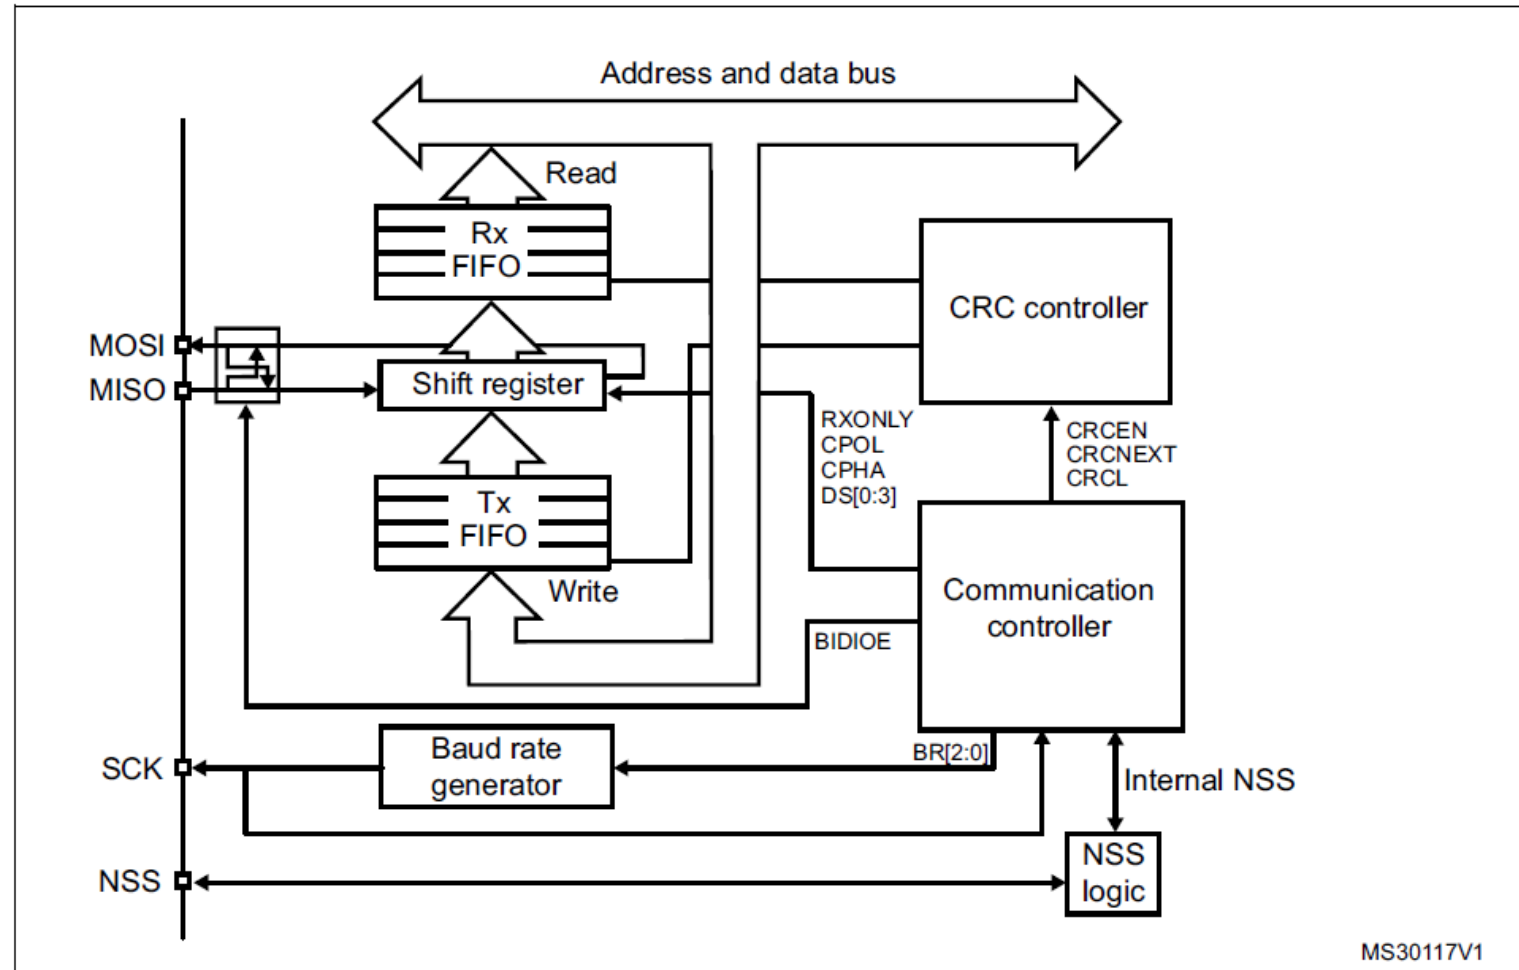 Address and data bus
Read
Rx
FIFO
CRC controller
MOSI
MISO
Shift register
RXONLY
CPOL
CPHA
DS[0:3]
CRCEN
CRCNEXT
CRCL
Tx
FIFO
Write
Communication
controller
BIDIOE
Baud rate
generator
BR[2:0]
SCK
Internal NSS
NSS
NSS
logic
MS30117V1